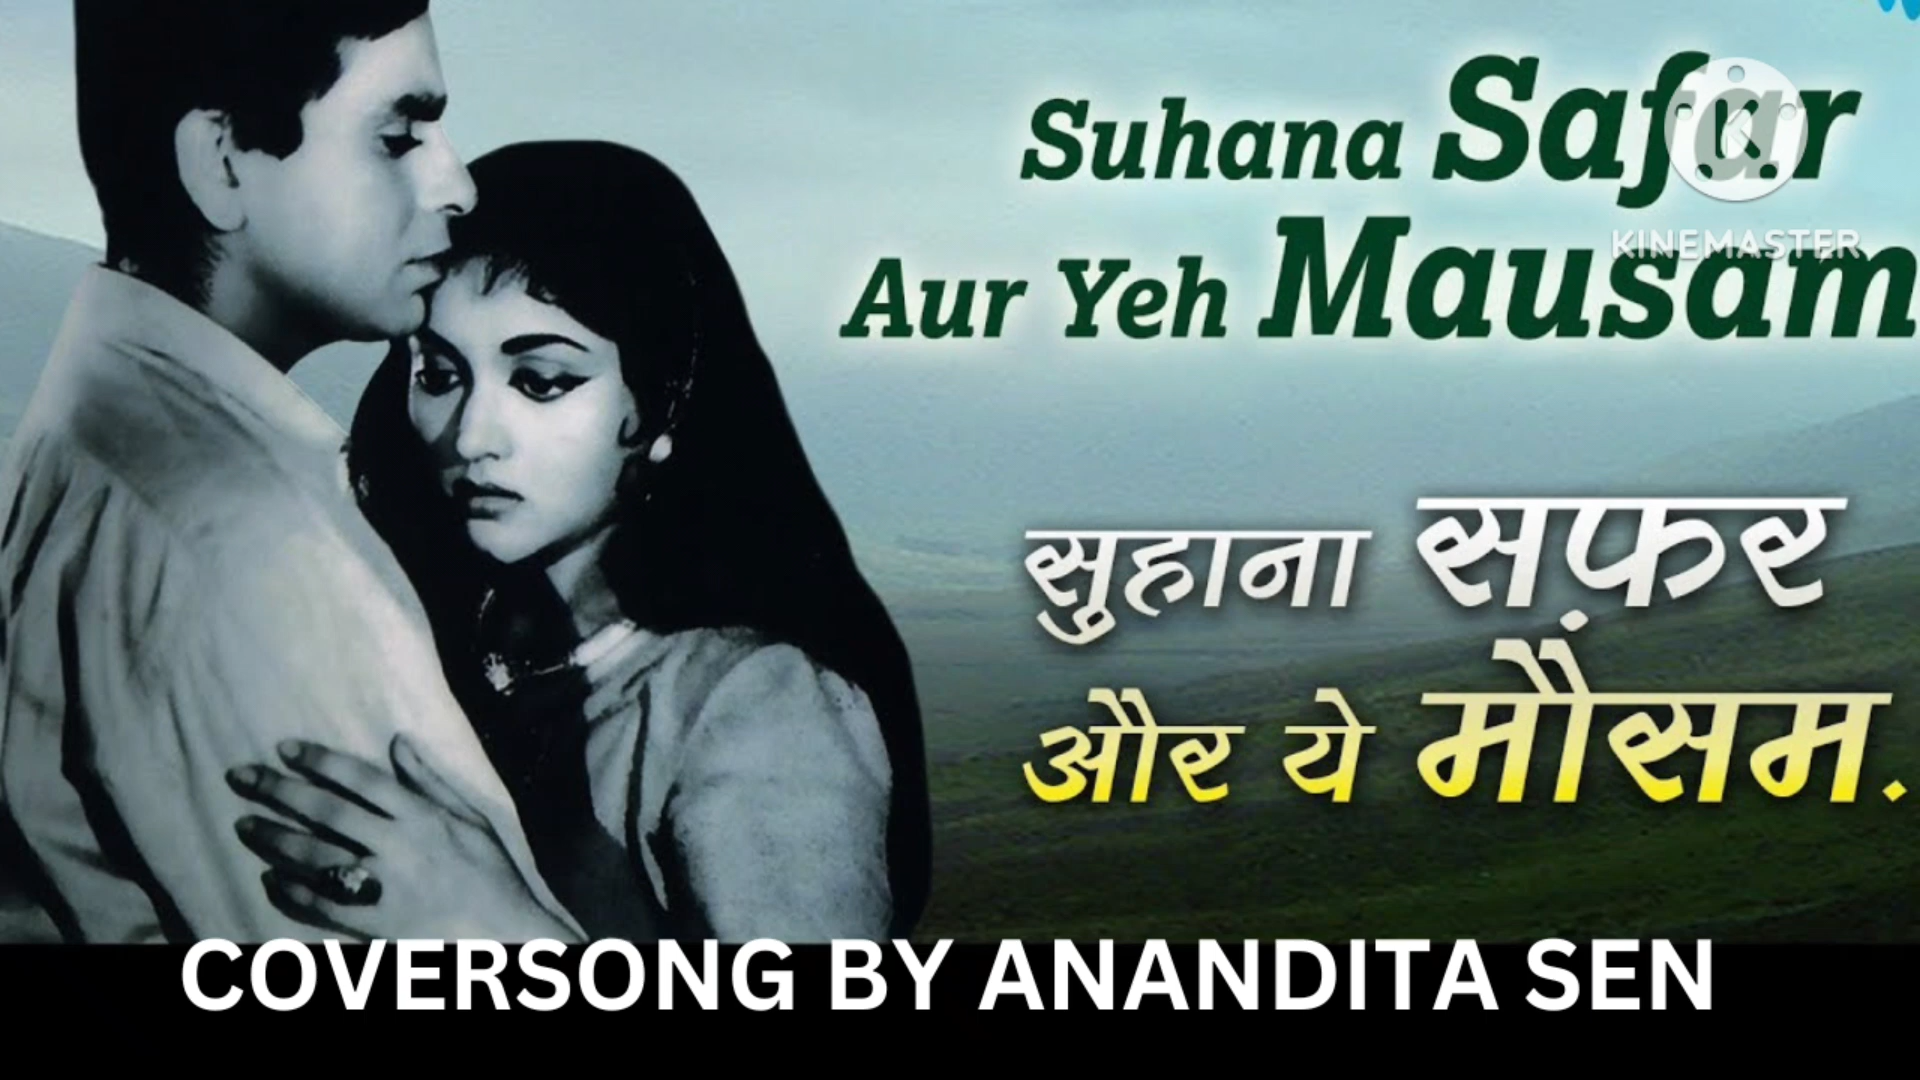 Suhana Safar
KINEMASTER
Aur Yeh Mausam
सुहाना सफ़र
और ये मौसम.
COVERSONG BY ANANDITA SEN